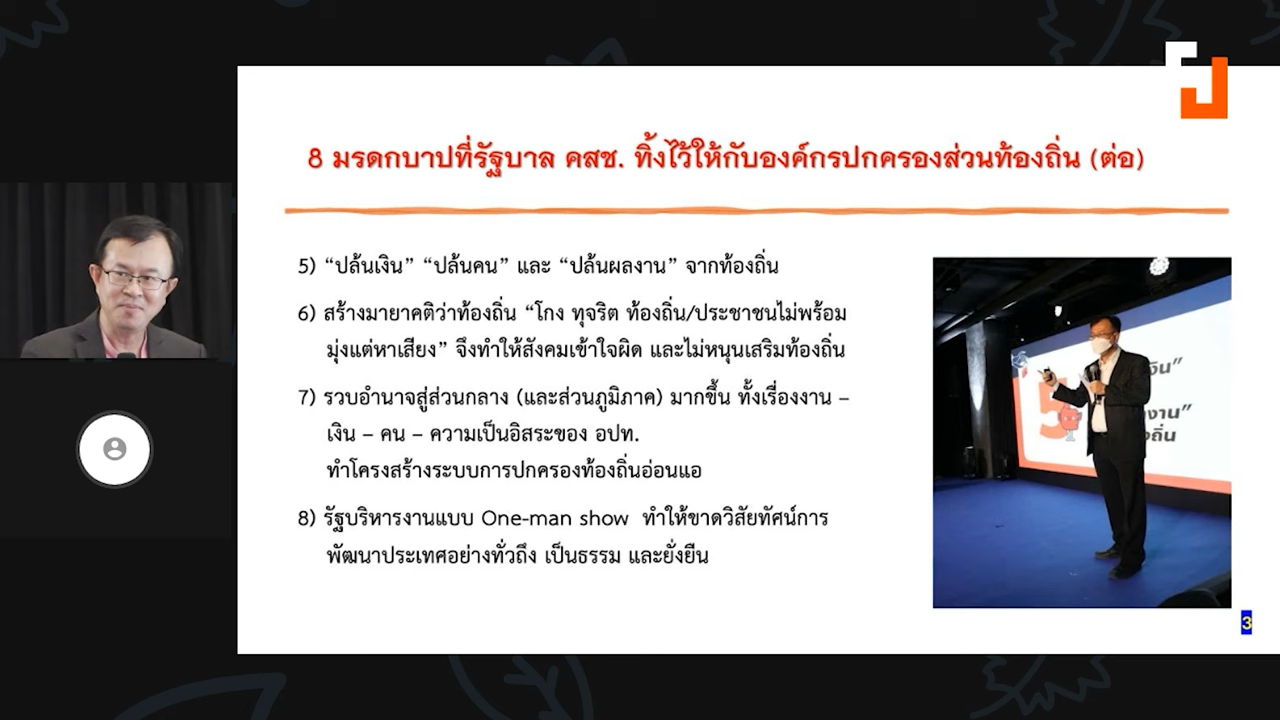 8 มรดกบาปที่รัฐบาล คสช. ทิ้งไว้ให้กับองค์กรปกครองส่วนท้องถิ่น (ต่อ)
5) “ปล้นเงิน” “ปล้นคน” และ “ปล้นผลงาน” จากท้องถิ่น
6) สร้างมายาคติว่าท้องถิ่น “โกง ทุจริต ท้องถิ่น/ประชาชนไม่พร้อม
มุ่งแต่หาเสียง” จึงทำให้สังคมเข้าใจผิด และไม่หนุนเสริมท้องถิ่น
7) รวบอำนาจสู่ส่วนกลาง (และส่วนภูมิภาค) มากขึ้น ทั้งเรื่องงาน –
เงิน – คน – ความเป็นอิสระของ อปท.
ทำโครงสร้างระบบการปกครองท้องถิ่นอ่อนแอ
8) รัฐบริหารงานแบบ One-man show ทำให้ขาดวิสัยทัศน์การ
พัฒนาประเทศอย่างทั่วถึง เป็นธรรม และยั่งยืน
5
3